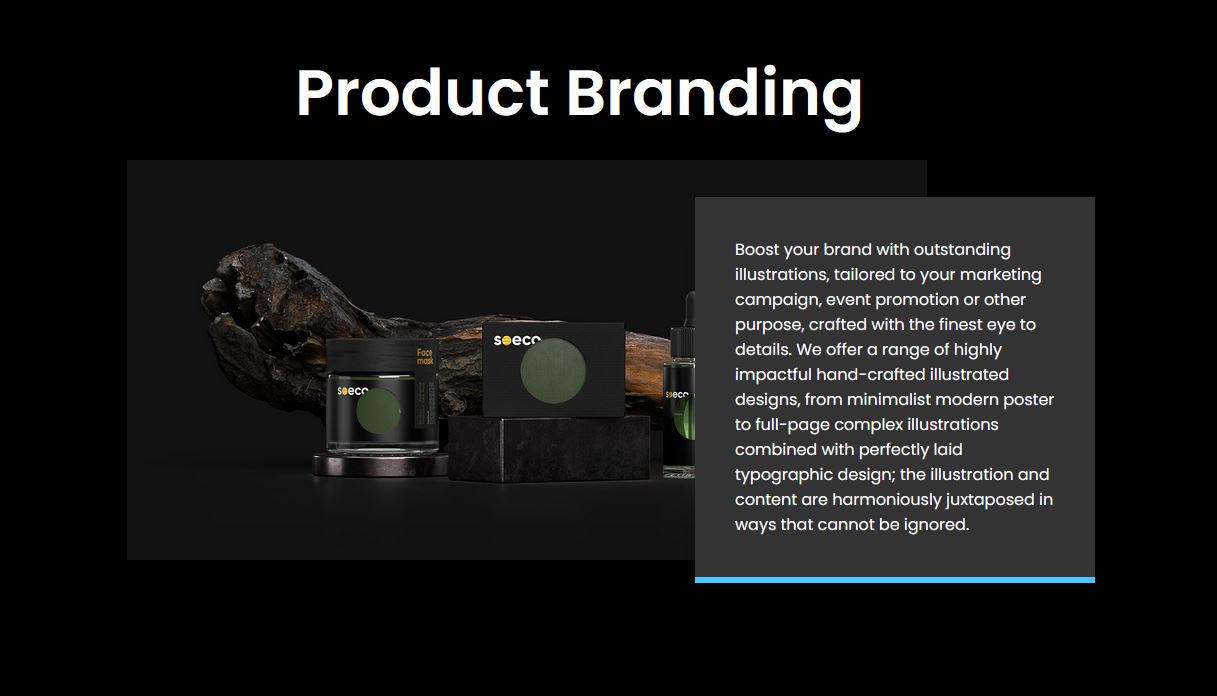 Product Branding
Face
mask
soeco
soeco
soeco
Boost your brand with outstanding
illustrations, tailored to your marketing
campaign, event promotion or other
purpose, crafted with the finest eye to
details. We offer a range of highly
impactful hand-crafted illustrated
designs, from minimalist modern poster
to full-page complex illustrations
combined with perfectly laid
typographic design; the illustration and
content are harmoniously juxtaposed in
ways that cannot be ignored.